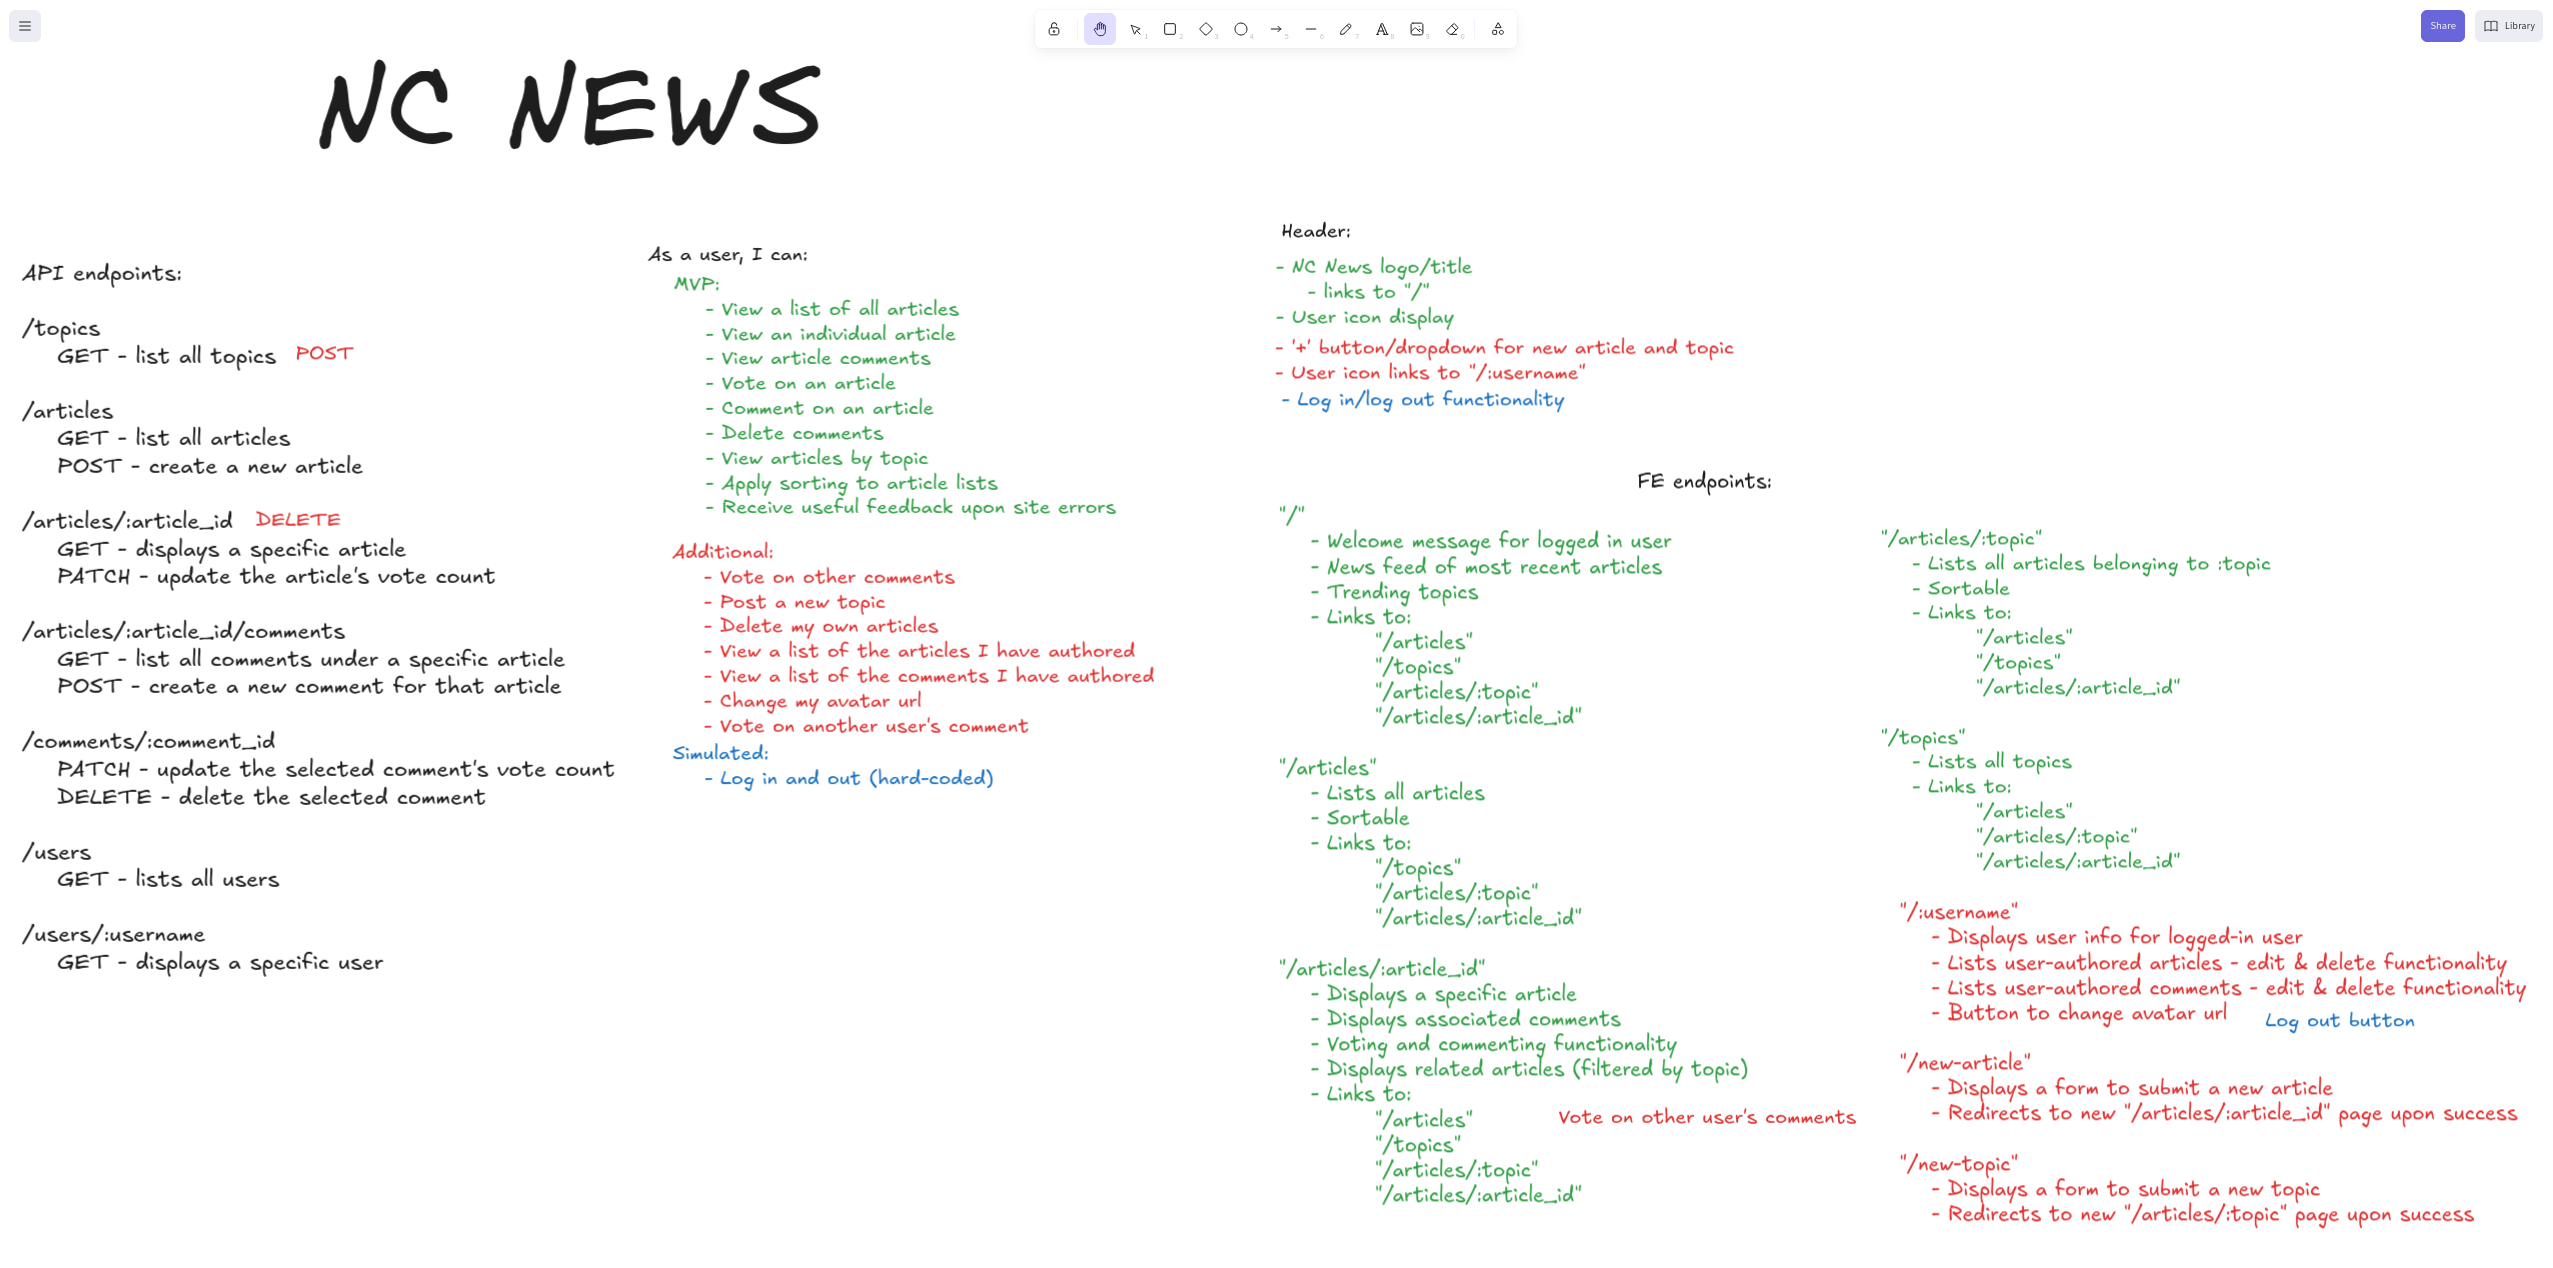 Share
Library
NC NEWS
API endpoints:
/topics
GET - list all topics POST
/articles
GET - list all articles
POST - create a new article
/articles/:article_id DELETE
GET - displays a specific article
PATCH - update the article's vote count
/articles/:article_id/comments
GET - list all comments under a specific article
POST - create a new comment for that article
/comments/:comment_id
PATCH - update the selected comment's vote count
DELETE - delete the selected comment
/users
GET - lists all users
/users/:username
GET - displays a specific user
As a user, I can:
MVP:
- View a list of all articles
- View an individual article
- View article comments
- Vote on an article
- Comment on an article
- Delete comments
- View articles by topic
- Apply sorting to article lists
- Receive useful feedback upon site errors
Additional:
- Vote on other comments
- Post a new topic
- Delete my own articles
- View a list of the articles I have authored
- View a list of the comments I have authored
- Change my avatar url
- Vote on another user's comment
Simulated:
- Log in and out (hard-coded)
Header:
- NC News logo/title
- links to "/"
- User icon display
- '+' button/dropdown for new article and topic
- User icon links to "/:username"
- Log in/log out functionality
FE endpoints:
"/"
- Welcome message for logged in user
- News feed of most recent articles
- Trending topics
- Links to:
"/articles"
"/topics"
"/articles/:topic"
"/articles/:article_id"
"/articles"
- Lists all articles
- Sortable
- Links to:
"/topics"
"/articles/:topic"
"/articles/:article_id"
"/articles/:article_id"
- Displays a specific article
- Displays associated comments
- Voting and commenting functionality
- Displays related articles (filtered by topic)
- Links to:
"/articles"
"/topics"
"/articles/:topic"
"/articles/:article_id"
Vote on other user's comments
"/articles/:topic"
- Lists all articles belonging to :topic
- Sortable
- Links to:
"/articles"
"/topics"
"/articles/:article_id"
"/topics"
- Lists all topics
- Links to:
"/articles"
"/articles/:topic"
"/articles/:article_id"
"/:username"
- Displays user info for logged-in user
- Lists user-authored articles - edit & delete functionality
- Lists user-authored comments - edit & delete functionality
- Button to change avatar url
Log out button
"/new-article"
- Displays a form to submit a new article
- Redirects to new "/articles/:article_id" page upon success
"/new-topic"
- Displays a form to submit a new topic
- Redirects to new "/articles/:topic" page upon success